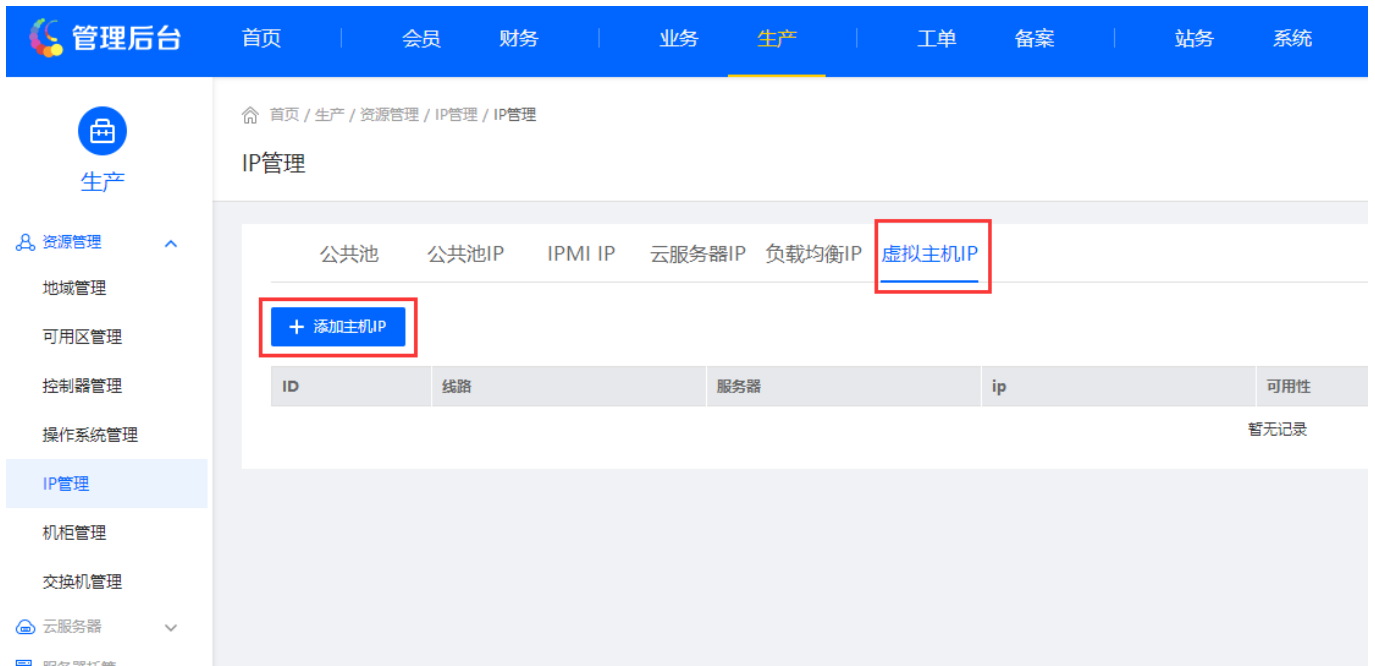 管理后台
首页 会员 财务 业务 生产 工单 备案 站务 系统
生产
资源管理
地域管理
可用区管理
控制器管理
操作系统管理
IP管理
机柜管理
交换机管理
云服务器
服务器托管
首页 / 生产 / 资源管理 / IP管理 / IP管理
IP管理
公共池 公共池IP IPMI IP 云服务器IP 负载均衡IP 虚拟主机IP
+ 添加主机IP
ID 线路 服务器 ip 可用性
暂无记录